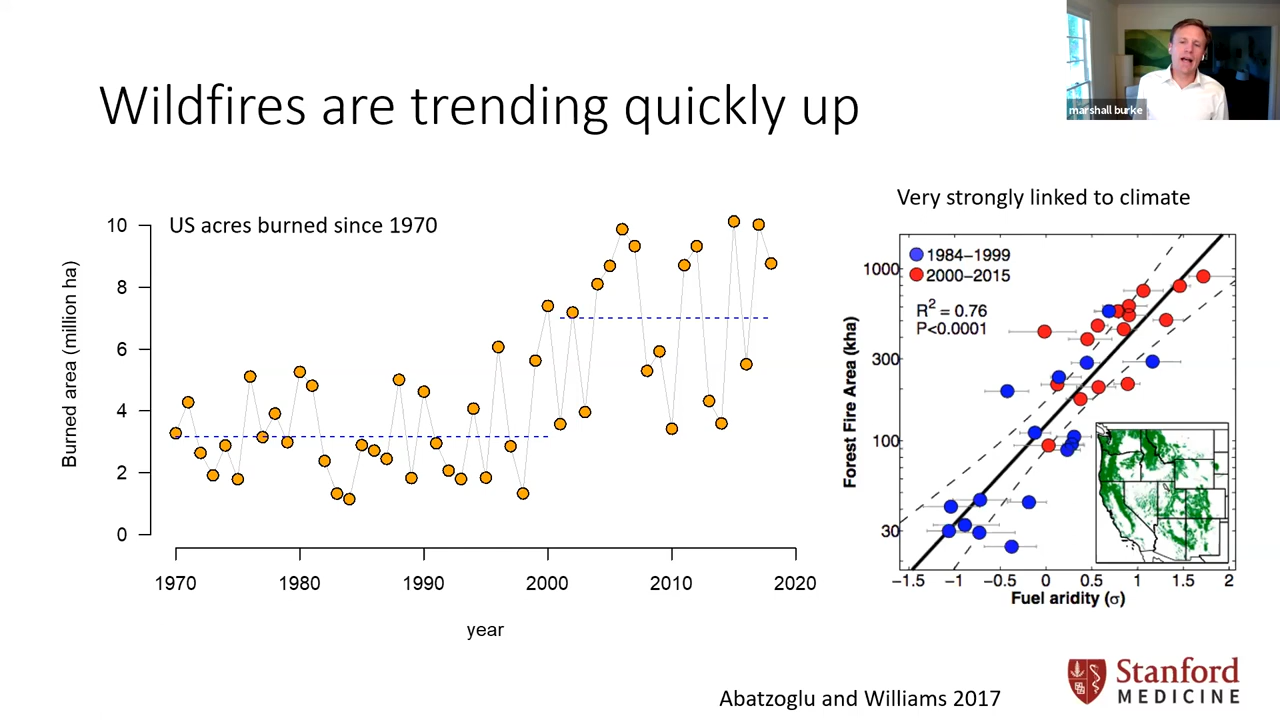 marshall burke
Wildfires are trending quickly up
US acres burned since 1970
Burned area (million ha)
10
8
6
4
2
0
1970 1980 1990 2000 2010 2020
year
Very strongly linked to climate
1984–1999
2000–2015
R² = 0.76
P<0.0001
Forest Fire Area (kha)
1000
300
100
30
−1.5 −1 −0.5 0 0.5 1 1.5 2
Fuel aridity (σ)
Abatzoglu and Williams 2017
Stanford
MEDICINE